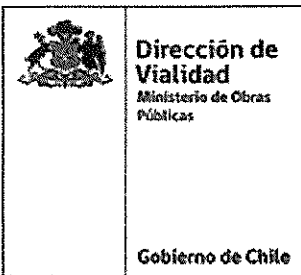 Dirección de
Vialidad
Ministerio de Obras
Públicas
Gobierno de Chile